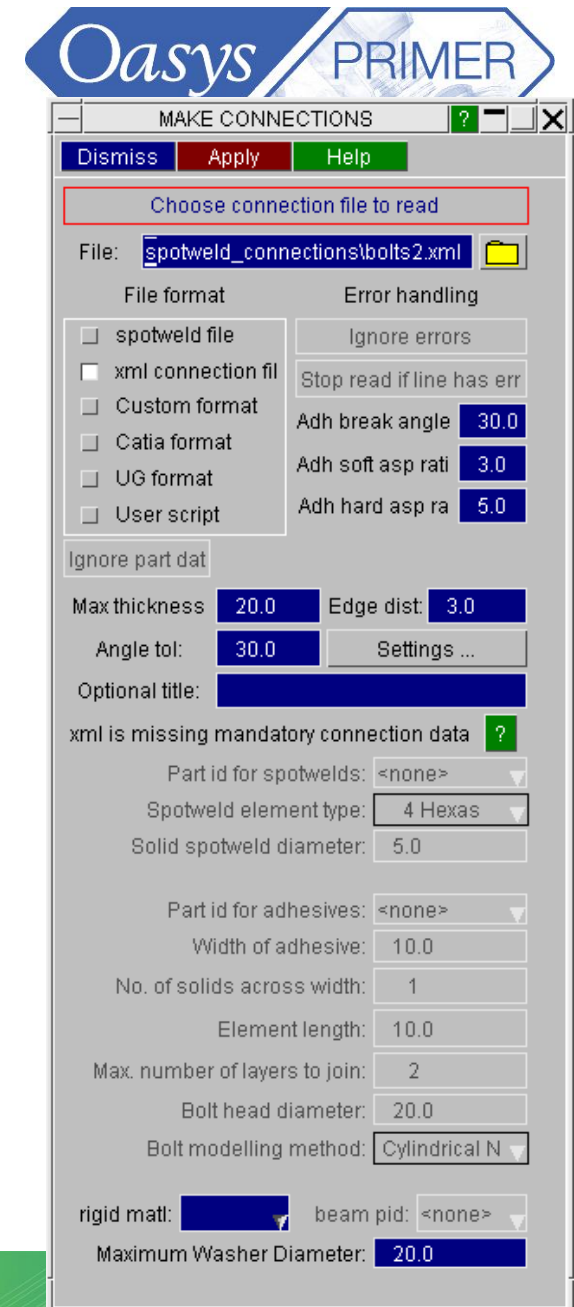 Oasys PRIMER
MAKE CONNECTIONS ?
Dismiss Apply Help
Choose connection file to read
File: spotweld_connections\bolts2.xml
File format Error handling
spotweld file Ignore errors
xml connection fil Stop read if line has err
Custom format Adh break angle 30.0
Catia format Adh soft asp rati 3.0
UG format Adh hard asp ra 5.0
User script
Ignore part dat
Max thickness 20.0 Edge dist: 3.0
Angle tol: 30.0 Settings ...
Optional title:
xml is missing mandatory connection data ?
Part id for spotwelds: <none>
Spotweld element type: 4 Hexas
Solid spotweld diameter: 5.0
Part id for adhesives: <none>
Width of adhesive: 10.0
No. of solids across width: 1
Element length: 10.0
Max. number of layers to join: 2
Bolt head diameter: 20.0
Bolt modelling method: Cylindrical N
rigid matl: beam pid: <none>
Maximum Washer Diameter: 20.0